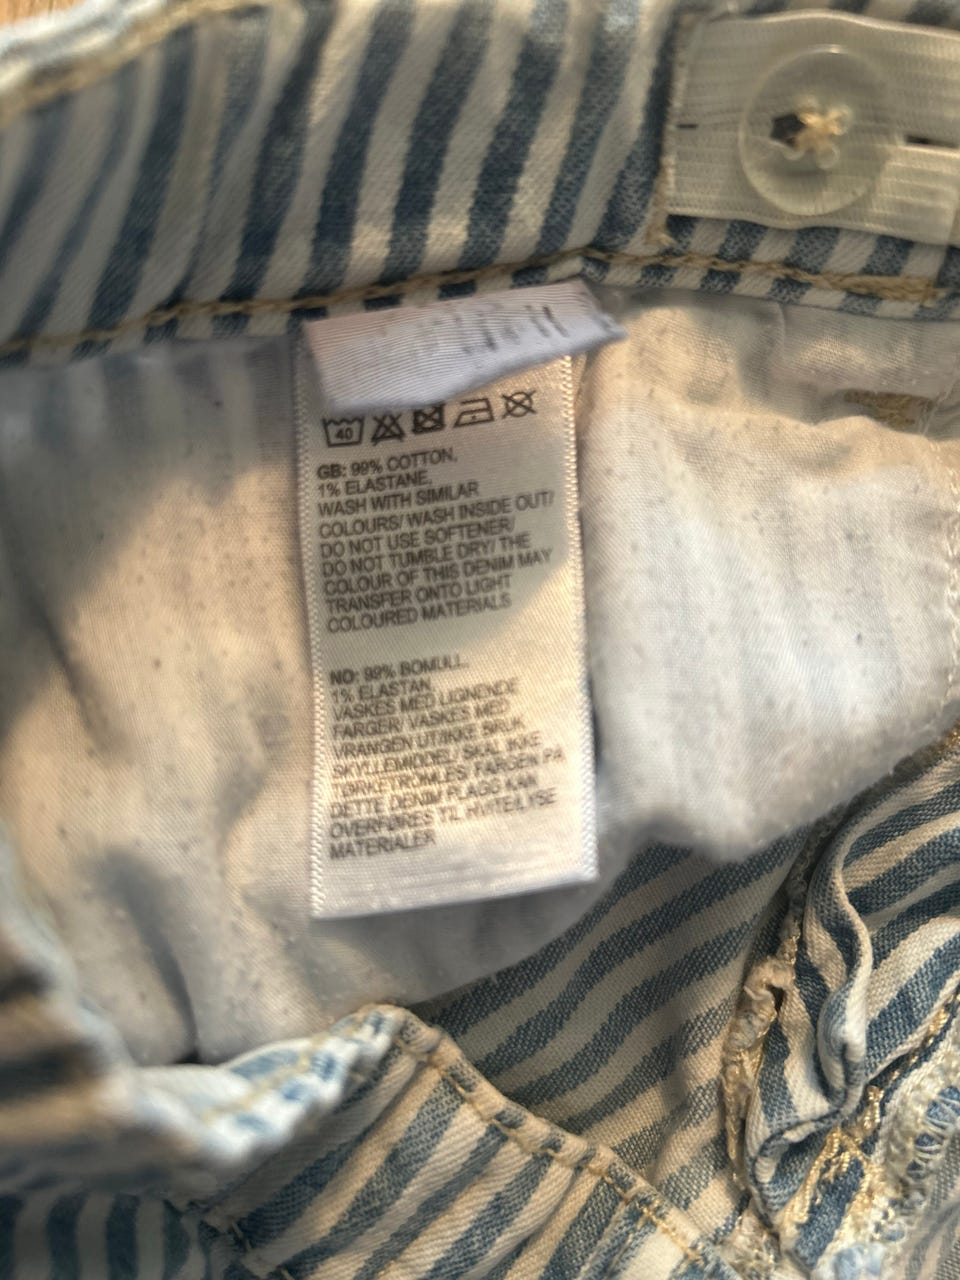 40
GB: 99% COTTON,
1% ELASTANE,
WASH WITH SIMILAR
COLOURS/ WASH INSIDE OUT/
DO NOT USE SOFTENER/
DO NOT TUMBLE DRY/ THE
COLOUR OF THIS DENIM MAY
TRANSFER ONTO LIGHT
COLOURED MATERIALS
NO: 99% BOMULL,
1% ELASTAN
VASKES MED LIGNENDE
FARGER/ VASKES MED
VRANGEN UT/IKKE BRUK
SKYLLEMIDDEL/ SKAL IKKE
TØRKETROMLES/ FARGEN PÅ
DETTE DENIM PLAGG KAN
OVERFØRES TIL HVITE/LYSE
MATERIALER